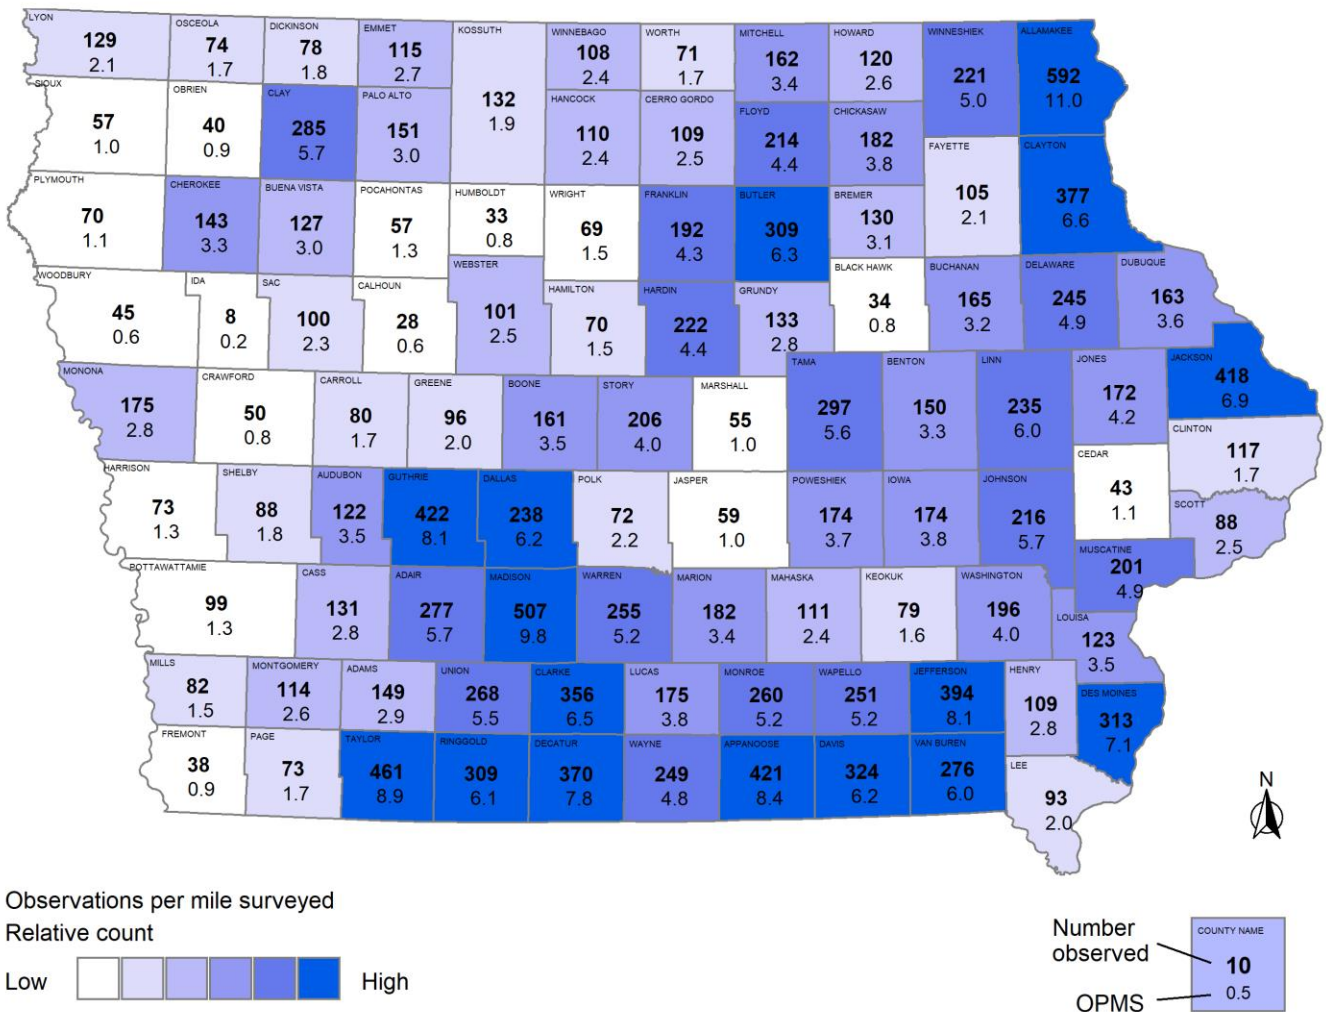 LYON
129
2.1
OSCEOLA
74
1.7
DICKINSON
78
1.8
EMMET
115
2.7
KOSSUTH
132
1.9
WINNEBAGO
108
2.4
WORTH
71
1.7
MITCHELL
162
3.4
HOWARD
120
2.6
WINNESHIEK
221
5.0
ALLAMAKEE
592
11.0
SIOUX
57
1.0
OBRIEN
40
0.9
CLAY
285
5.7
PALO ALTO
151
3.0
HANCOCK
110
2.4
CERRO GORDO
109
2.5
FLOYD
214
4.4
CHICKASAW
182
3.8
FAYETTE
105
2.1
CLAYTON
377
6.6
PLYMOUTH
70
1.1
CHEROKEE
143
3.3
BUENA VISTA
127
3.0
POCAHONTAS
57
1.3
HUMBOLDT
33
0.8
WRIGHT
69
1.5
FRANKLIN
192
4.3
BUTLER
309
6.3
BREMER
130
3.1
WOODBURY
45
0.6
IDA
8
0.2
SAC
100
2.3
CALHOUN
28
0.6
WEBSTER
101
2.5
HAMILTON
70
1.5
HARDIN
222
4.4
GRUNDY
133
2.8
BLACK HAWK
34
0.8
BUCHANAN
165
3.2
DELAWARE
245
4.9
DUBUQUE
163
3.6
MONONA
175
2.8
CRAWFORD
50
0.8
CARROLL
80
1.7
GREENE
96
2.0
BOONE
161
3.5
STORY
206
4.0
MARSHALL
55
1.0
TAMA
297
5.6
BENTON
150
3.3
LINN
235
6.0
JONES
172
4.2
JACKSON
418
6.9
CLINTON
117
1.7
HARRISON
73
1.3
SHELBY
88
1.8
AUDUBON
122
3.5
GUTHRIE
422
8.1
DALLAS
238
6.2
POLK
72
2.2
JASPER
59
1.0
POWESHIEK
174
3.7
IOWA
174
3.8
JOHNSON
216
5.7
CEDAR
43
1.1
SCOTT
88
2.5
MUSCATINE
201
4.9
POTTAWATTAMIE
99
1.3
CASS
131
2.8
ADAIR
277
5.7
MADISON
507
9.8
WARREN
255
5.2
MARION
182
3.4
MAHASKA
111
2.4
KEOKUK
79
1.6
WASHINGTON
196
4.0
LOUISA
123
3.5
MILLS
82
1.5
MONTGOMERY
114
2.6
ADAMS
149
2.9
UNION
268
5.5
CLARKE
356
6.5
LUCAS
175
3.8
MONROE
260
5.2
WAPELLO
251
5.2
JEFFERSON
394
8.1
HENRY
109
2.8
DES MOINES
313
7.1
FREMONT
38
0.9
PAGE
73
1.7
TAYLOR
461
8.9
RINGGOLD
309
6.1
DECATUR
370
7.8
WAYNE
249
4.8
APPANOOSE
421
8.4
DAVIS
324
6.2
VAN BUREN
276
6.0
LEE
93
2.0
N
Observations per mile surveyed
Relative count
Low
High
Number
observed
OPMS
COUNTY NAME
10
0.5